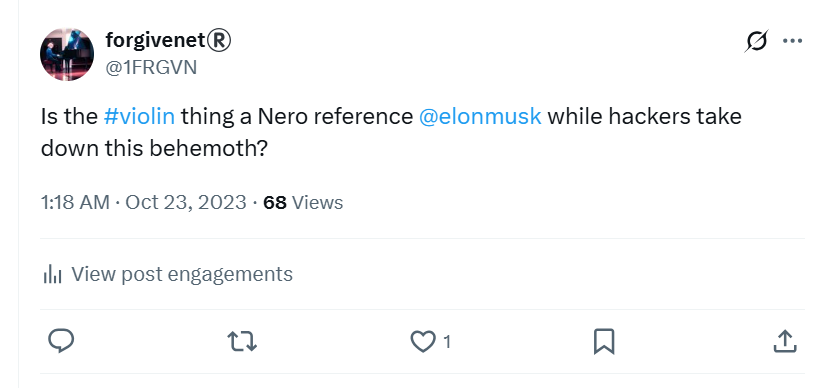 forgivenet®
@1FRGVN
Is the #violin thing a Nero reference @elonmusk while hackers take
down this behemoth?
1:18 AM · Oct 23, 2023 · 68 Views
View post engagements
1